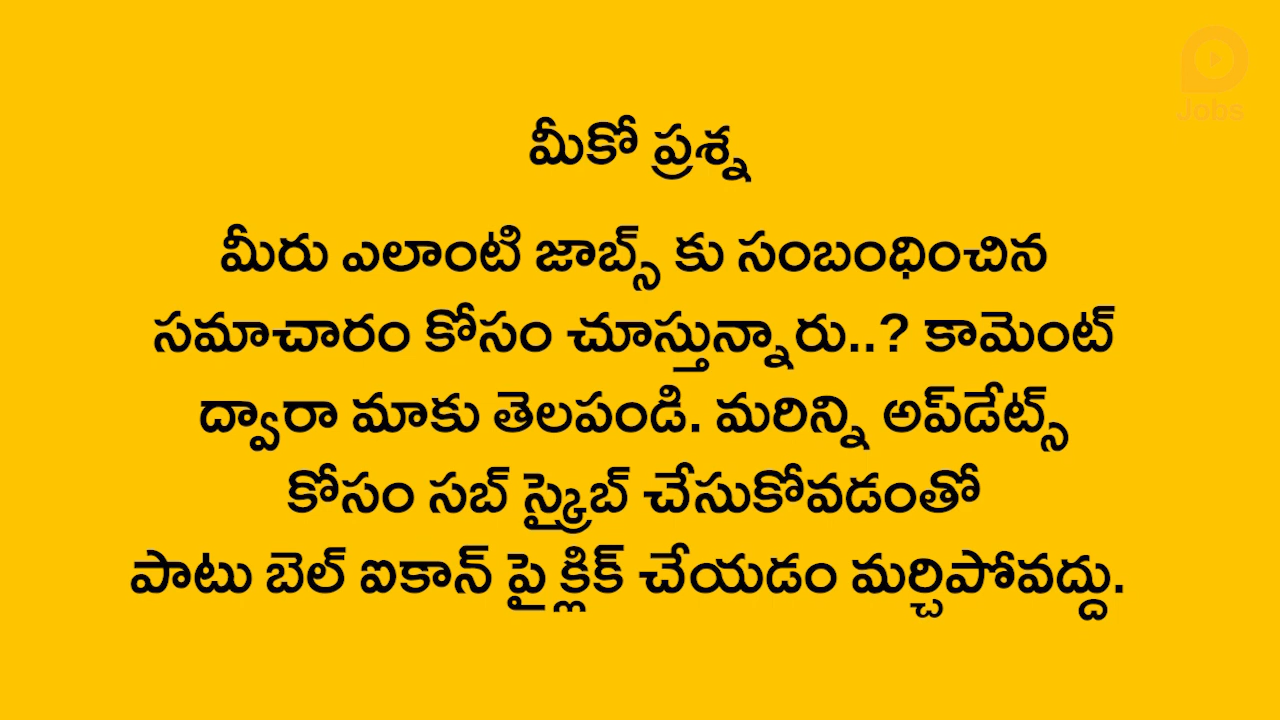 Jobs
మీకో ప్రశ్న
మీరు ఎలాంటి జాబ్స్ కు సంబంధించిన
సమాచారం కోసం చూస్తున్నారు..? కామెంట్
ద్వారా మాకు తెలపండి. మరిన్ని అప్‌డేట్స్
కోసం సబ్ స్క్రైబ్ చేసుకోవడంతో
పాటు బెల్ ఐకాన్ పై క్లిక్ చేయడం మర్చిపోవద్దు.